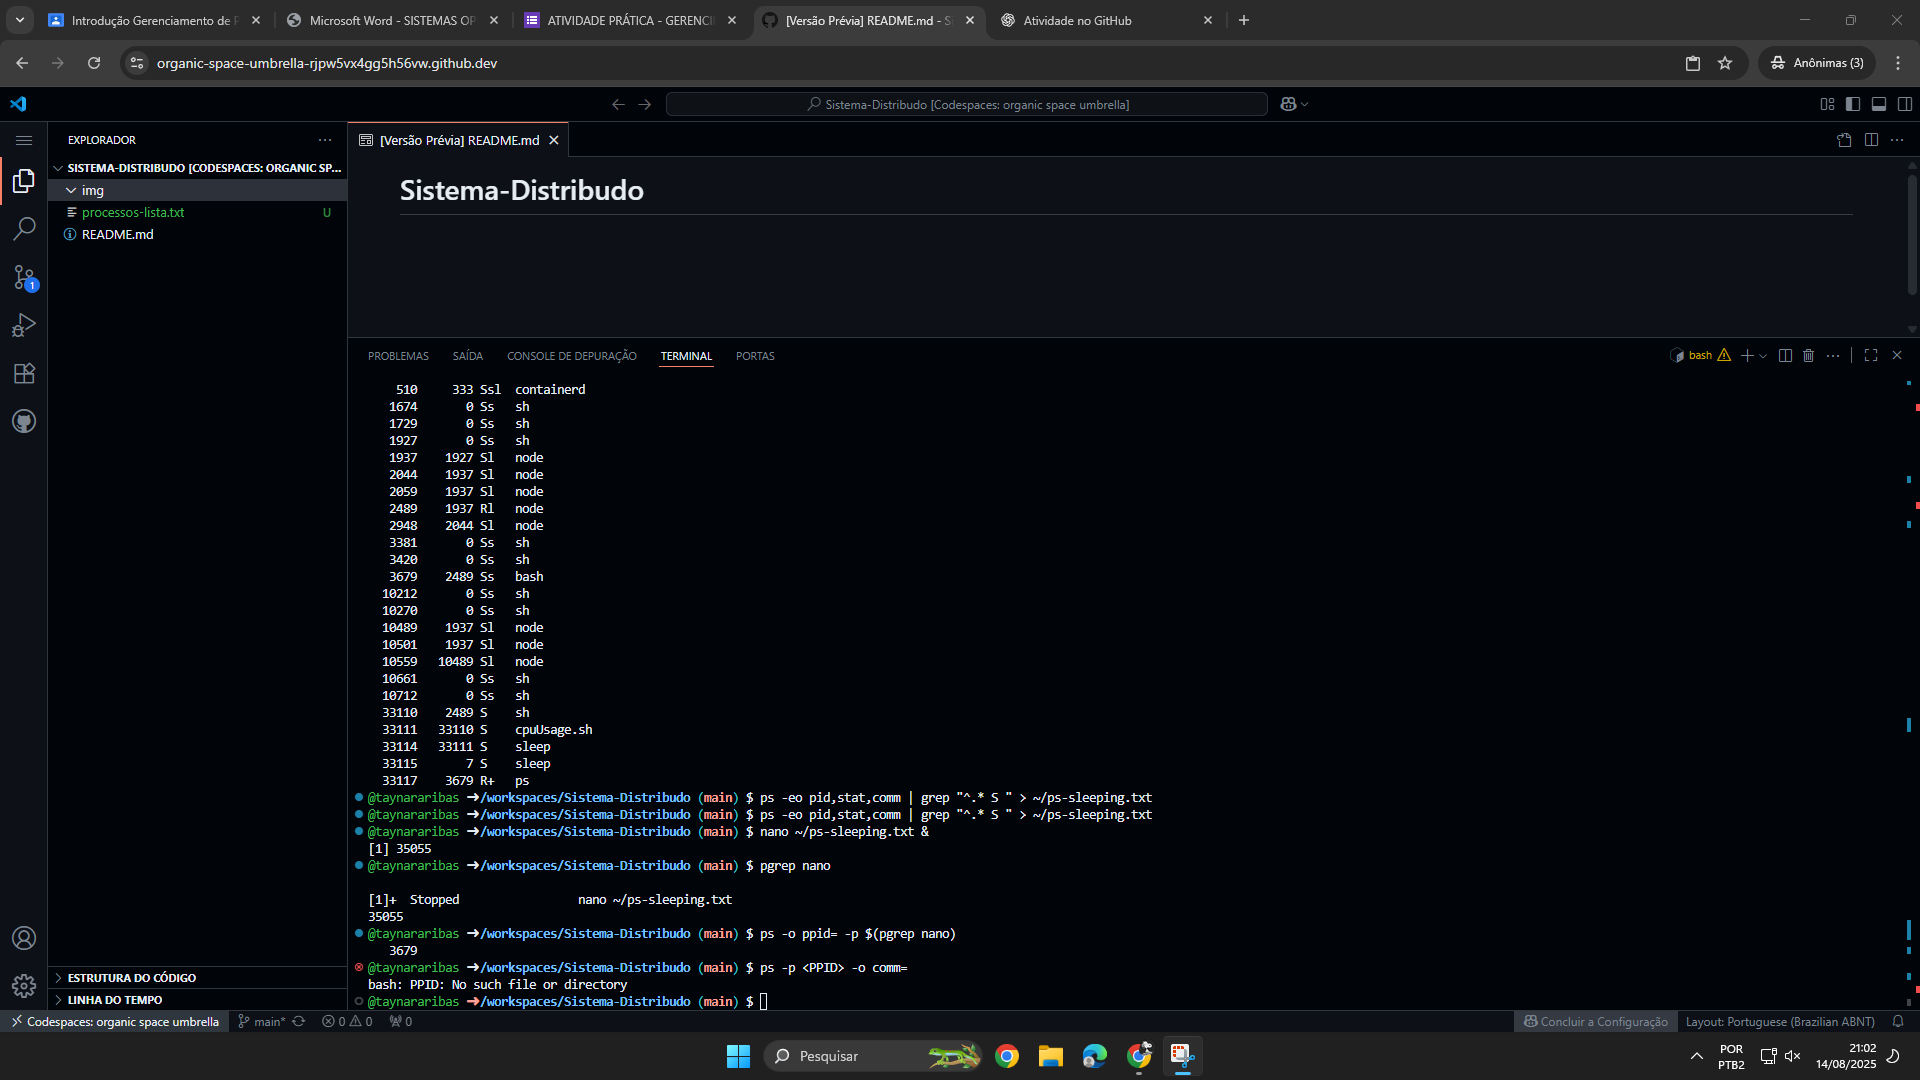 Introdução Gerenciamento de P
Microsoft Word - SISTEMAS OP
ATIVIDADE PRÁTICA - GERENCI
[Versão Prévia] README.md - S
Atividade no GitHub
organic-space-umbrella-rjpw5vx4gg5h56vw.github.dev
Anônimas (3)
Sistema-Distribudo [Codespaces: organic space umbrella]
EXPLORADOR
[Versão Prévia] README.md
SISTEMA-DISTRIBUDO [CODESPACES: ORGANIC SP...
img
processos-lista.txt U
README.md
1
Sistema-Distribudo
PROBLEMAS SAÍDA CONSOLE DE DEPURAÇÃO TERMINAL PORTAS
bash
510 333 Ssl containerd
1674 0 Ss sh
1729 0 Ss sh
1927 0 Ss sh
1937 1927 Sl node
2044 1937 Sl node
2059 1937 Sl node
2489 1937 Rl node
2948 2044 Sl node
3381 0 Ss sh
3420 0 Ss sh
3679 2489 Ss bash
10212 0 Ss sh
10270 0 Ss sh
10489 1937 Sl node
10501 1937 Sl node
10559 10489 Sl node
10661 0 Ss sh
10712 0 Ss sh
33110 2489 S sh
33111 33110 S cpuUsage.sh
33114 33111 S sleep
33115 7 S sleep
33117 3679 R+ ps
@taynararibas ➜/workspaces/Sistema-Distribudo (main) $ ps -eo pid,stat,comm | grep "^.* S " > ~/ps-sleeping.txt
@taynararibas ➜/workspaces/Sistema-Distribudo (main) $ ps -eo pid,stat,comm | grep "^.* S " > ~/ps-sleeping.txt
@taynararibas ➜/workspaces/Sistema-Distribudo (main) $ nano ~/ps-sleeping.txt &
[1] 35055
@taynararibas ➜/workspaces/Sistema-Distribudo (main) $ pgrep nano
[1]+ Stopped nano ~/ps-sleeping.txt
35055
@taynararibas ➜/workspaces/Sistema-Distribudo (main) $ ps -o ppid= -p $(pgrep nano)
3679
@taynararibas ➜/workspaces/Sistema-Distribudo (main) $ ps -p <PPID> -o comm=
bash: PPID: No such file or directory
@taynararibas ➜/workspaces/Sistema-Distribudo (main) $
ESTRUTURA DO CÓDIGO
LINHA DO TEMPO
Codespaces: organic space umbrella
main*
0 0
0
Concluir a Configuração
Layout: Portuguese (Brazilian ABNT)
Pesquisar
POR
PTB2
21:02
14/08/2025